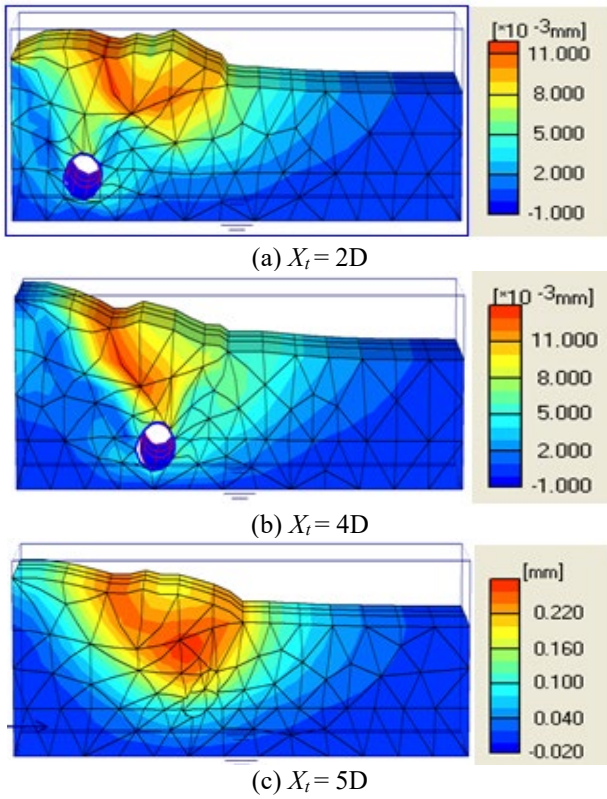 [*10 -3mm]
11.000
8.000
5.000
2.000
-1.000
(a) Xt = 2D
[*10 -3mm]
11.000
8.000
5.000
2.000
-1.000
(b) Xt = 4D
[mm]
0.220
0.160
0.100
0.040
-0.020
(c) Xt = 5D